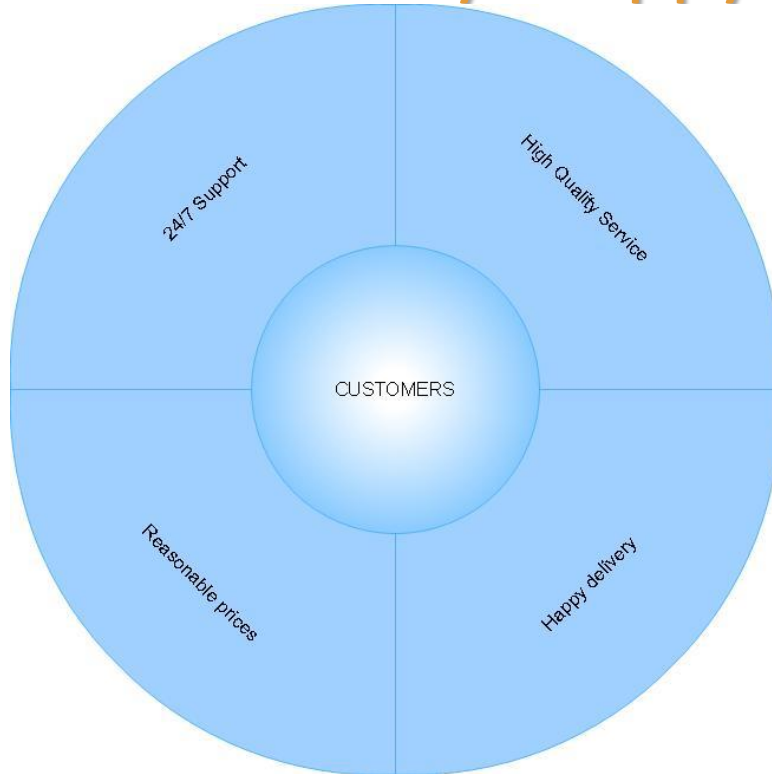 24/7 Support
High Quality Service
CUSTOMERS
Reasonable prices
Happy delivery